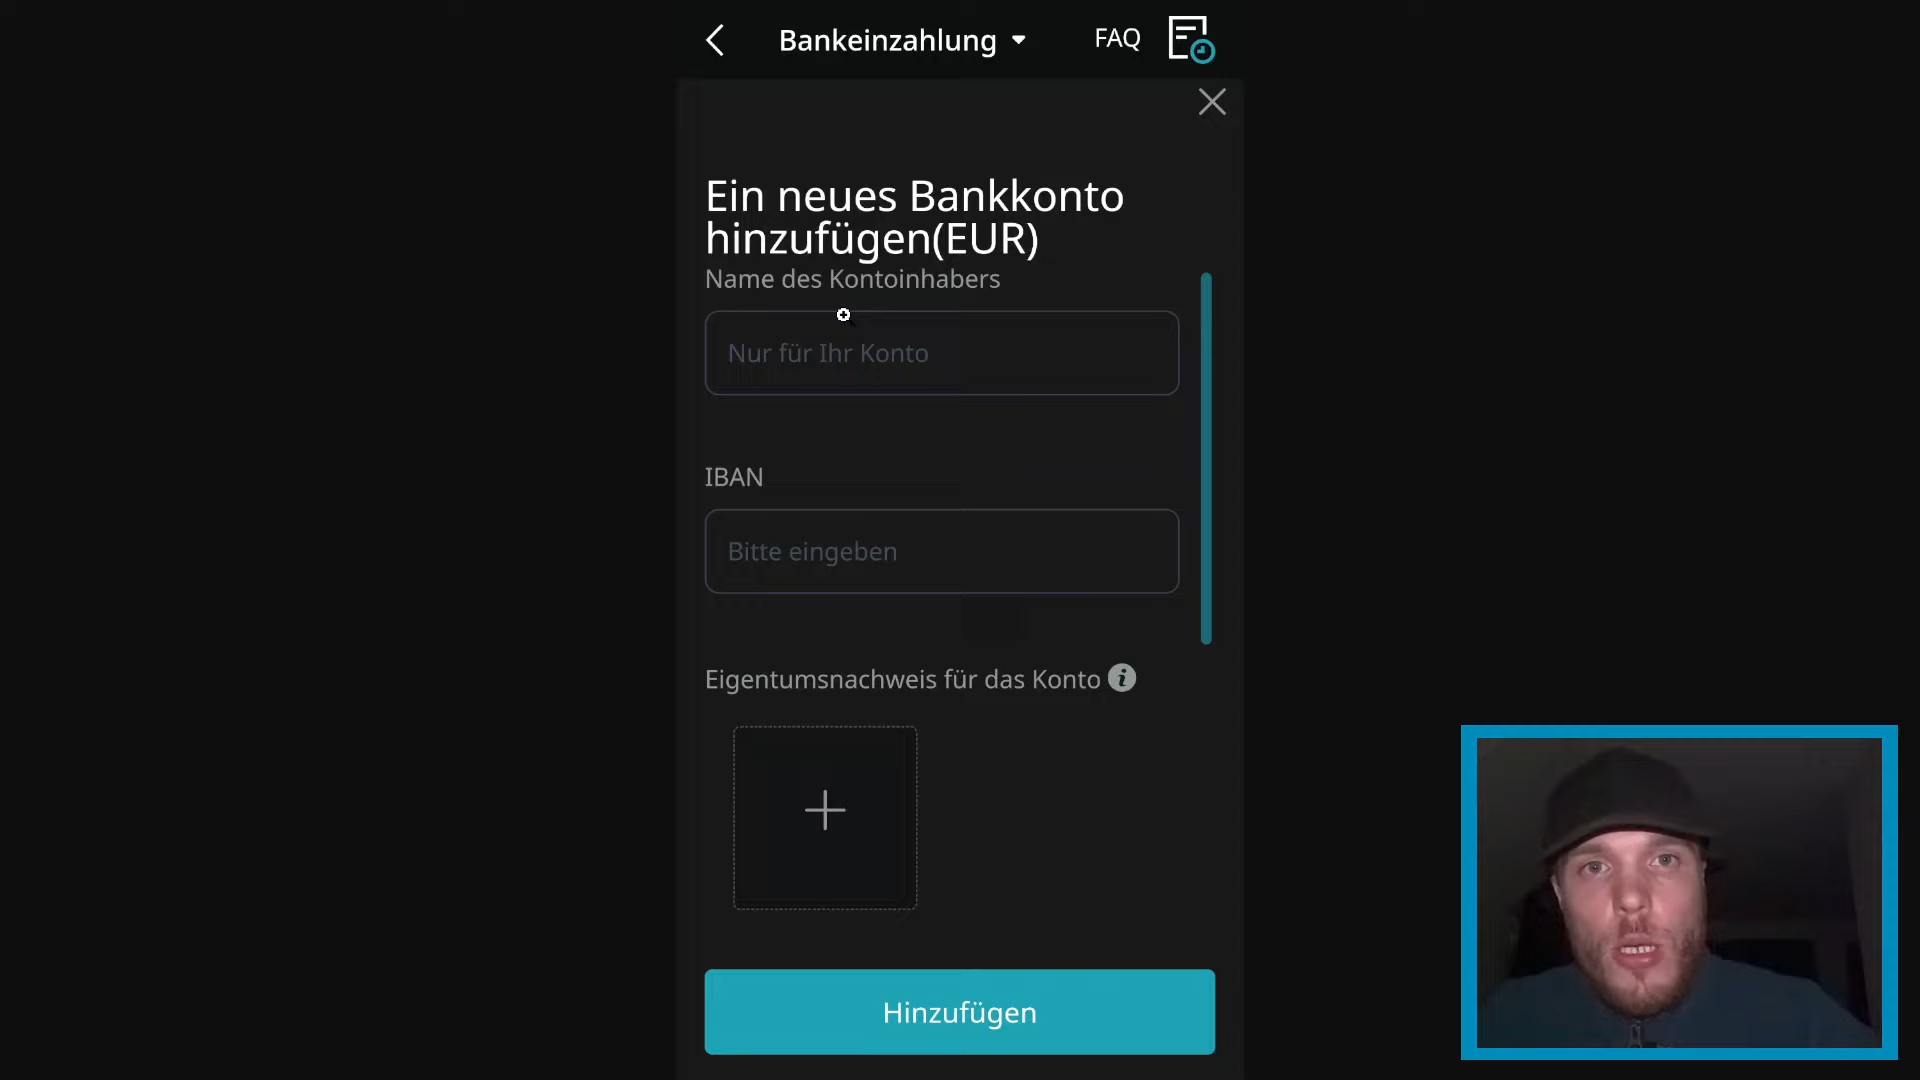 Bankeinzahlung
FAQ
Ein neues Bankkonto
hinzufügen(EUR)
Name des Kontoinhabers
Nur für Ihr Konto
IBAN
Bitte eingeben
Eigentumsnachweis für das Konto
Hinzufügen